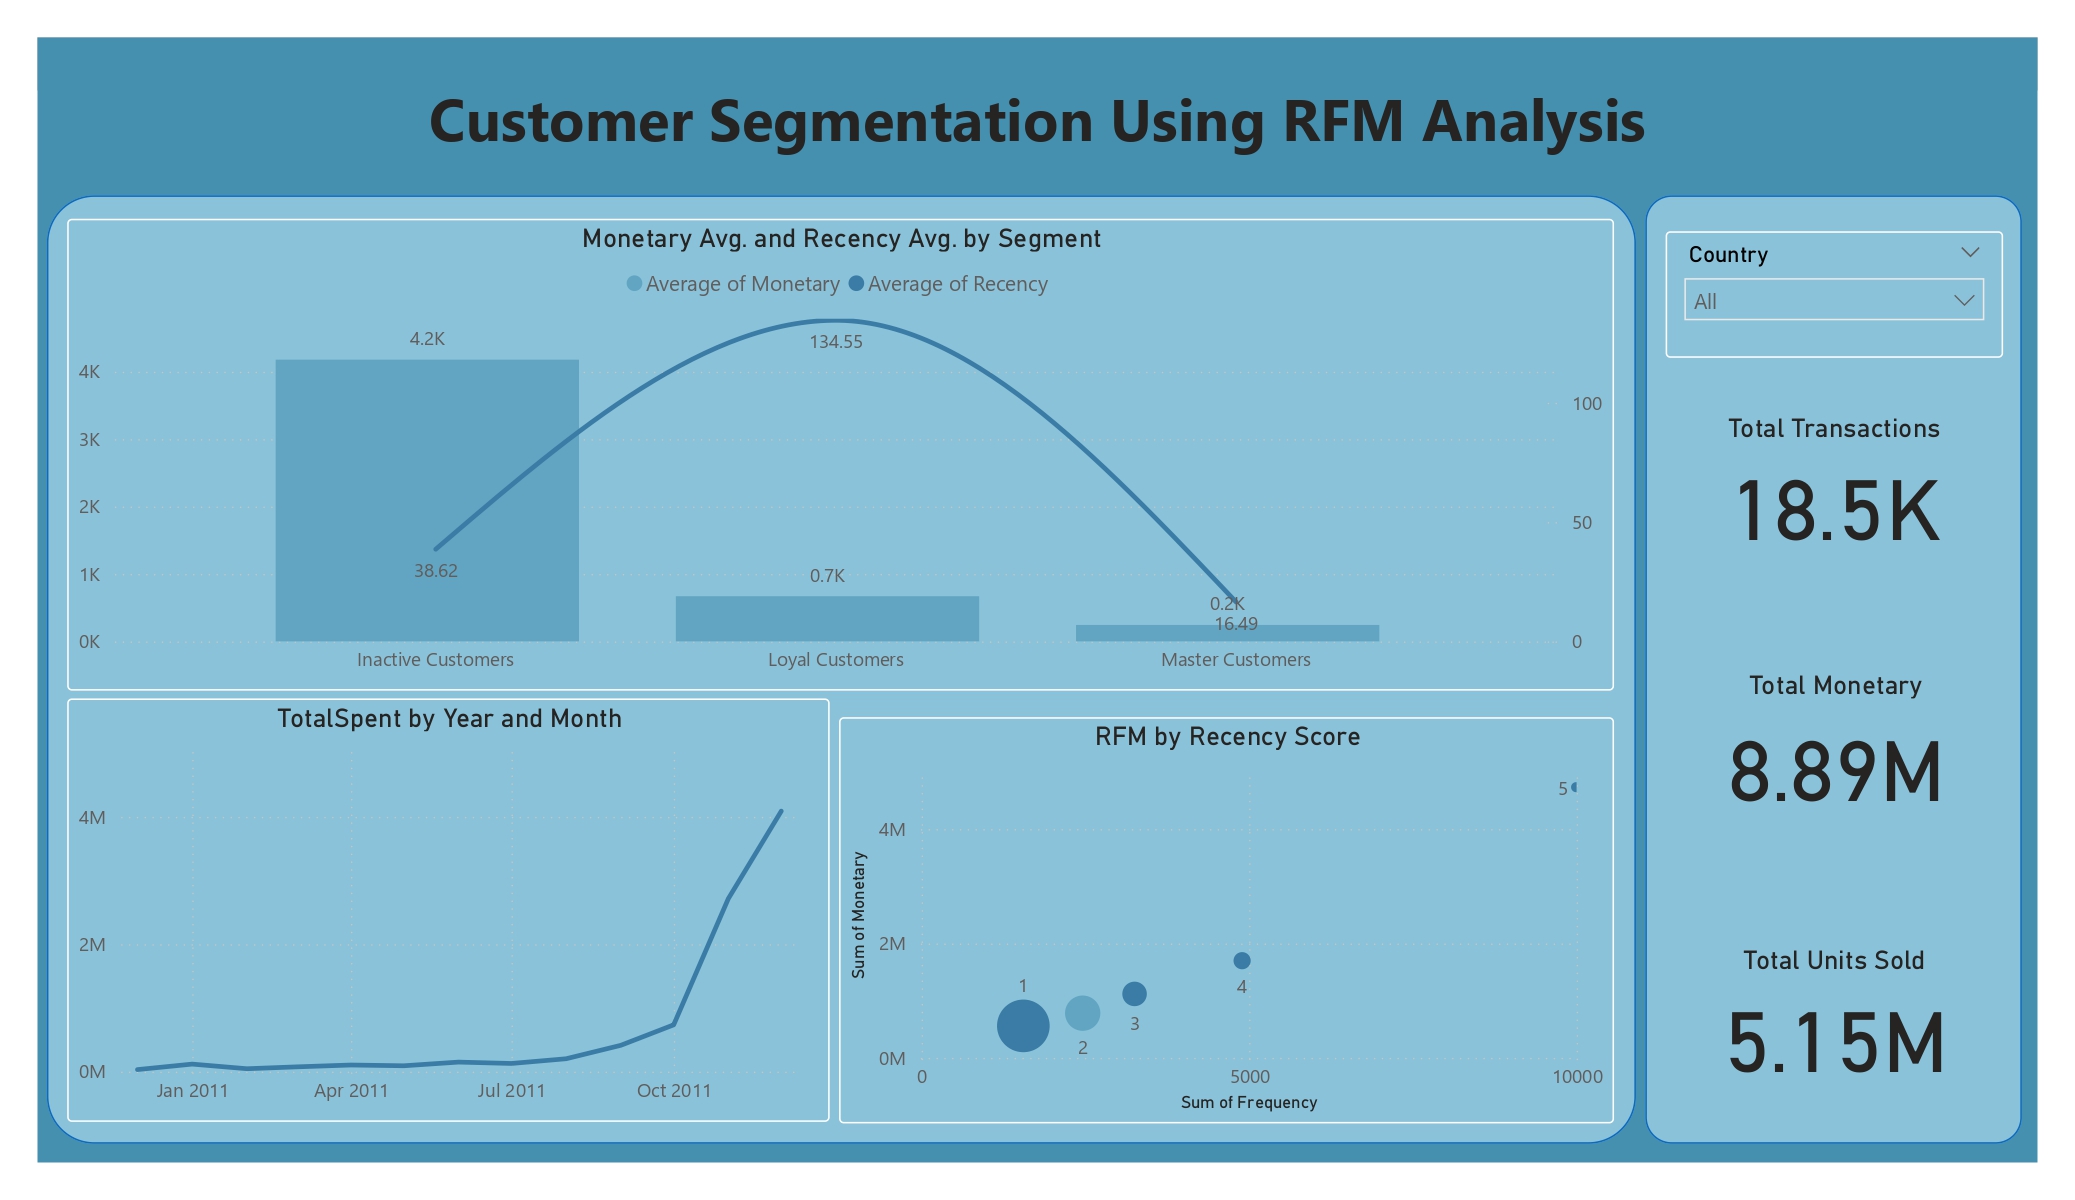 Customer Segmentation Using RFM Analysis
Monetary Avg. and Recency Avg. by Segment
Average of Monetary Average of Recency
4.2K
134.55
38.62
0.7K
0.2K
16.49
4K
3K
2K
1K
0K
100
50
0
Inactive Customers Loyal Customers Master Customers
TotalSpent by Year and Month
4M
2M
0M
Jan 2011 Apr 2011 Jul 2011 Oct 2011
RFM by Recency Score
Sum of Monetary
4M
2M
0M
5
1
2
3
4
0 5000 10000
Sum of Frequency
Country
All
Total Transactions
18.5K
Total Monetary
8.89M
Total Units Sold
5.15M